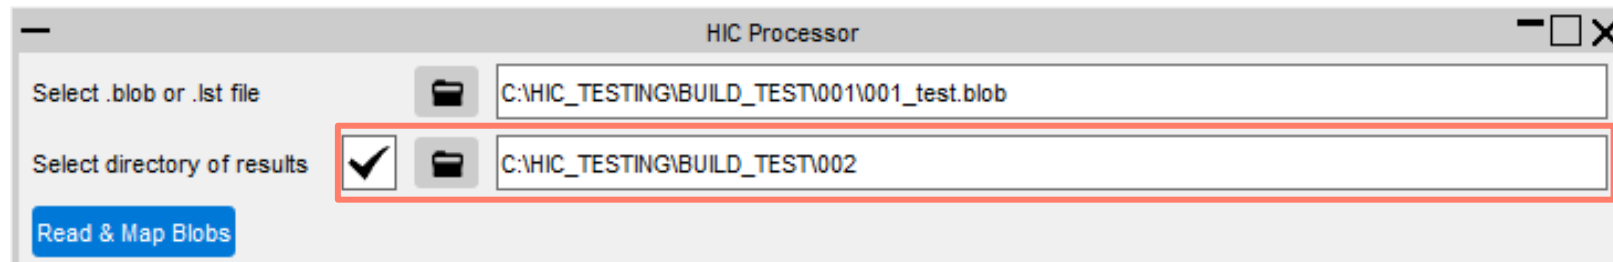 HIC Processor
Select .blob or .lst file C:\HIC_TESTING\BUILD_TEST\001\001_test.blob
Select directory of results C:\HIC_TESTING\BUILD_TEST\002
Read & Map Blobs